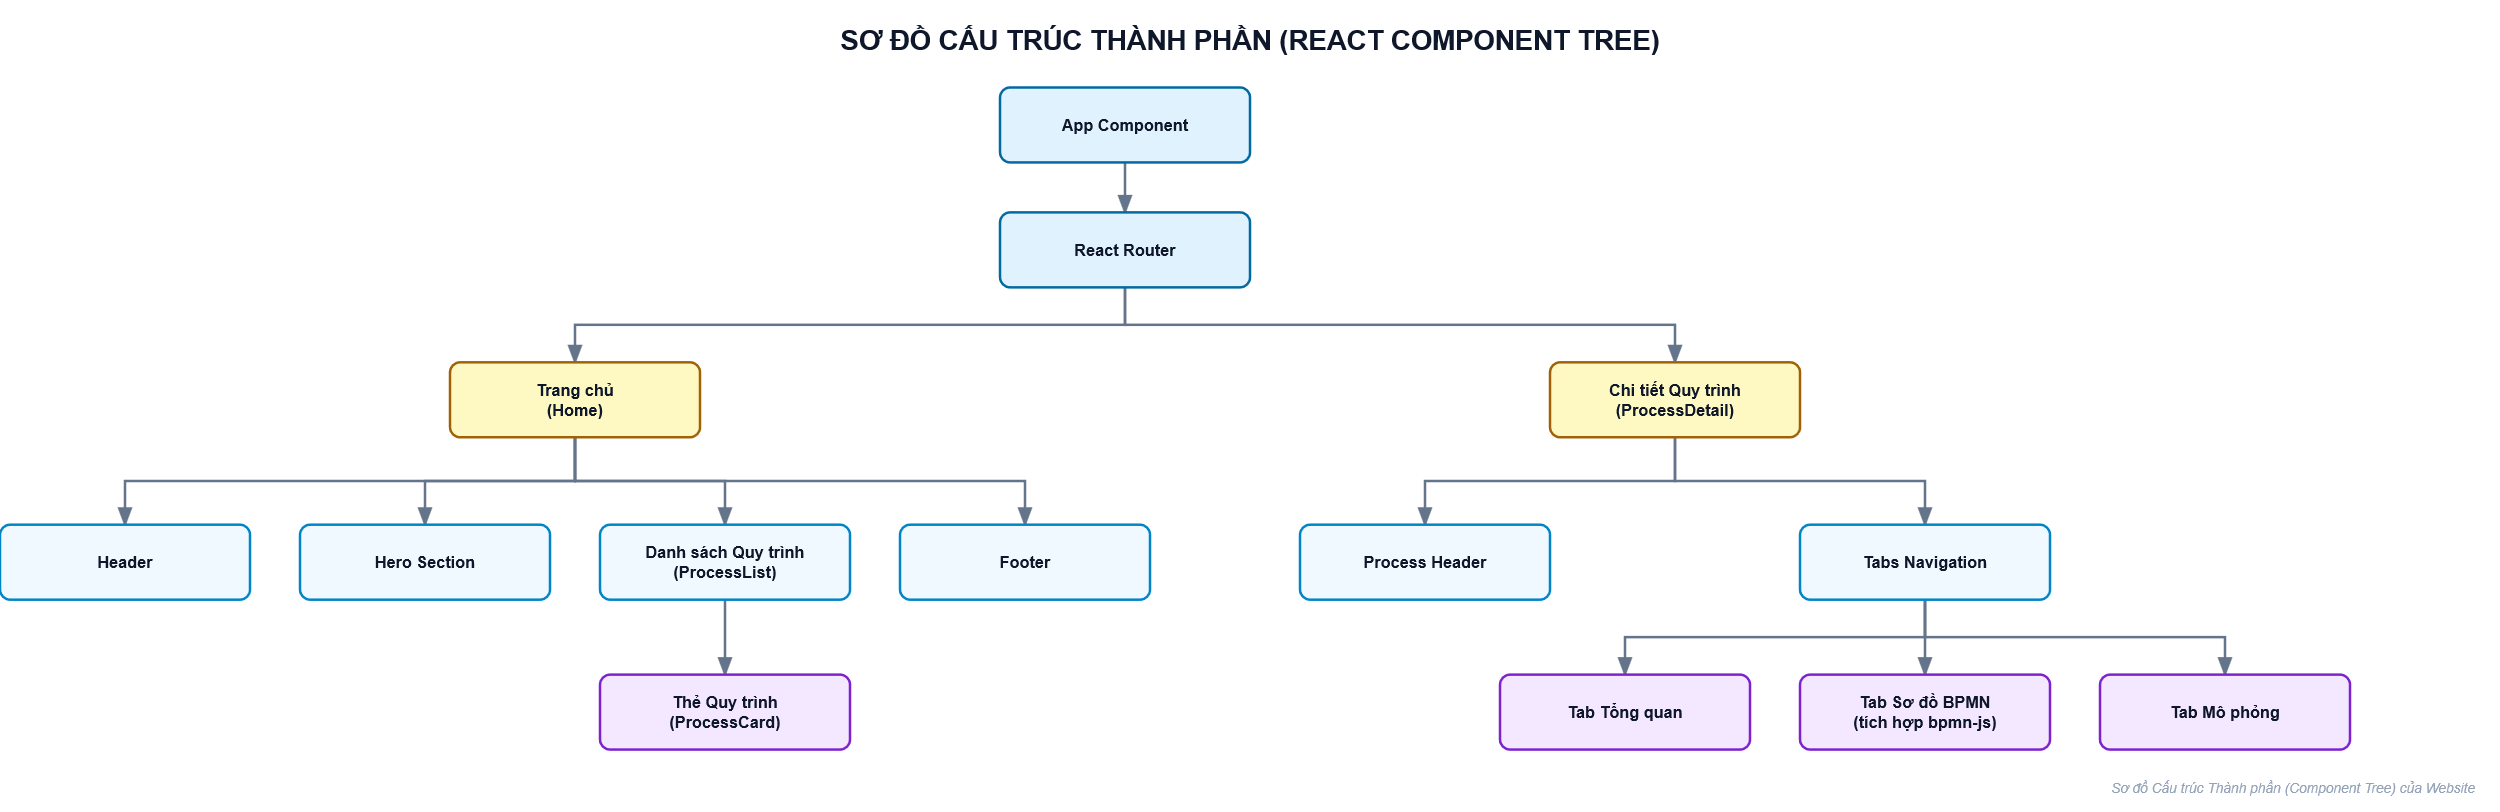 SƠ ĐỒ CẤU TRÚC THÀNH PHẦN (REACT COMPONENT TREE)
App Component
React Router
Trang chủ
(Home)
Chi tiết Quy trình
(ProcessDetail)
Header
Hero Section
Danh sách Quy trình
(ProcessList)
Footer
Process Header
Tabs Navigation
Thẻ Quy trình
(ProcessCard)
Tab Tổng quan
Tab Sơ đồ BPMN
(tích hợp bpmn-js)
Tab Mô phỏng
Sơ đồ Cấu trúc Thành phần (Component Tree) của Website